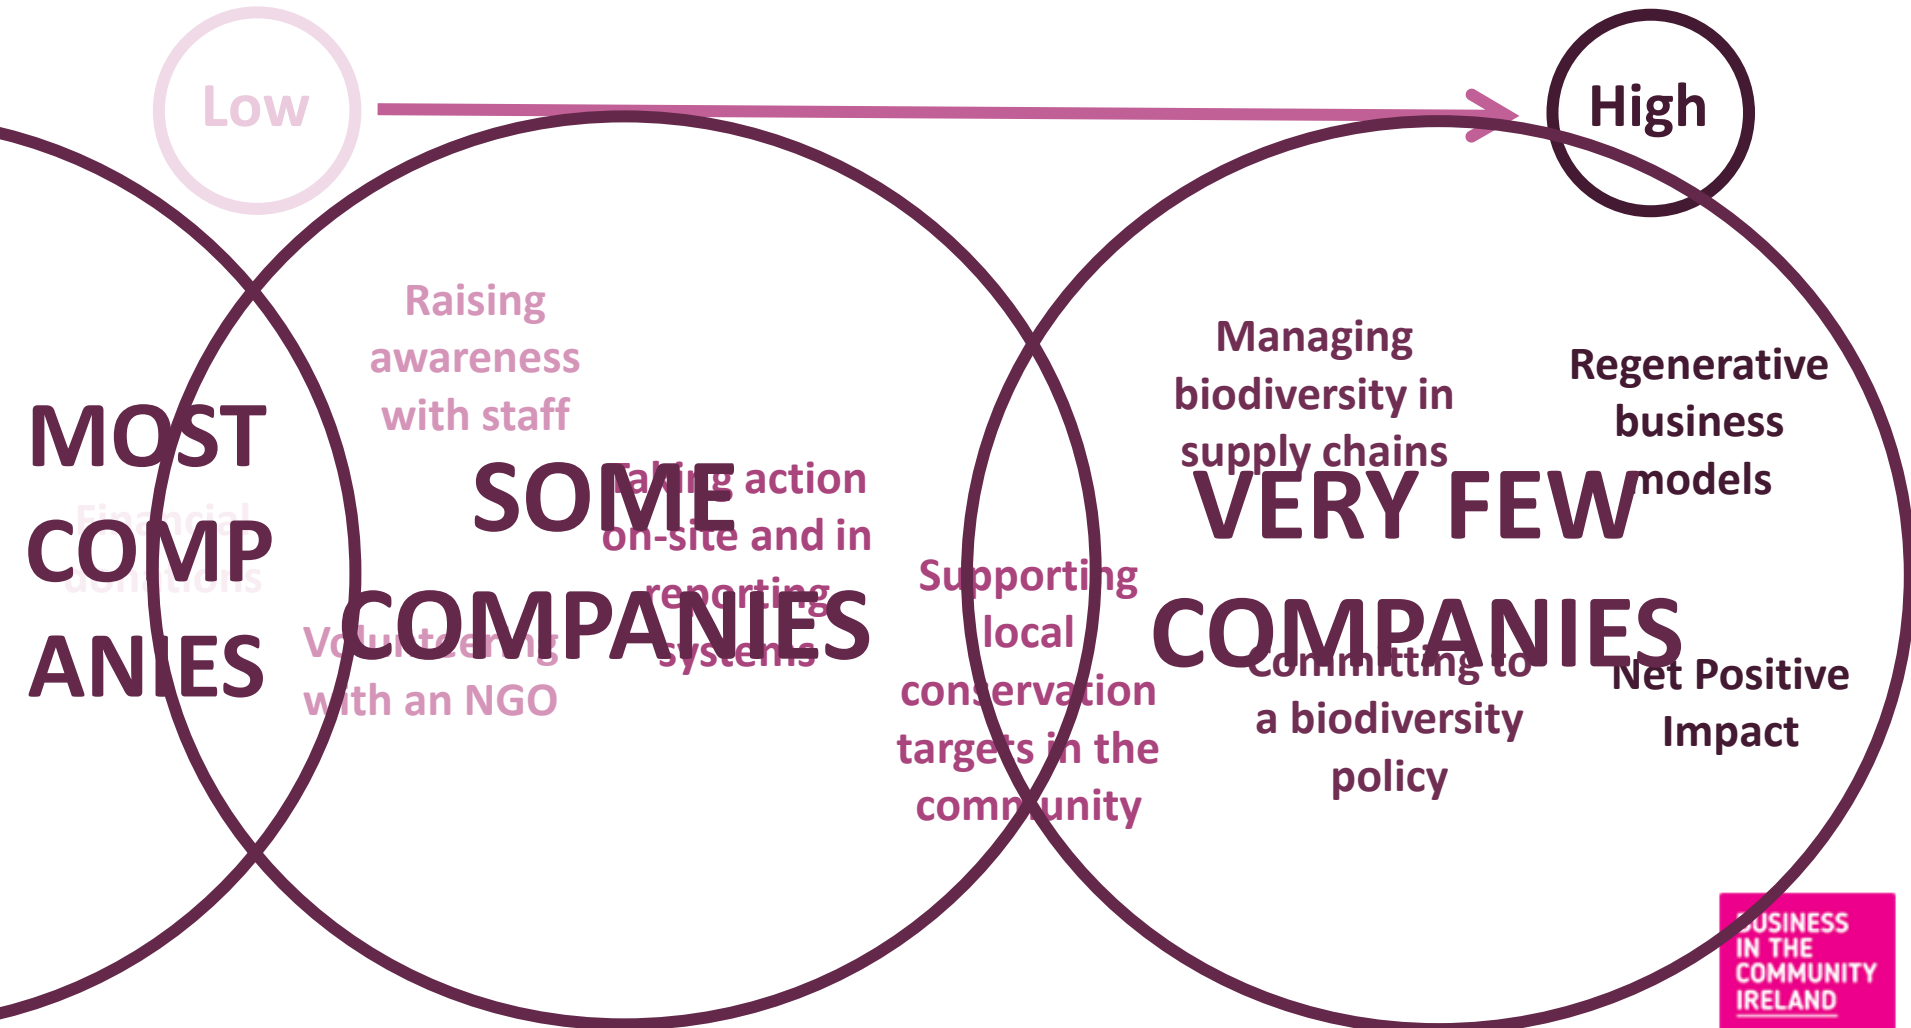 Low
High
Raising
awareness
with staff
Managing
biodiversity in
supply chains
Regenerative
business
models
MOST
COMP
ANIES
Financial
donations
SOME
COMPANIES
Taking action
on-site and in
reporting
systems
VERY FEW
COMPANIES
Supporting
local
conservation
targets in the
community
Volunteering
with an NGO
Committing to
a biodiversity
policy
Net Positive
Impact
BUSINESS
IN THE
COMMUNITY
IRELAND